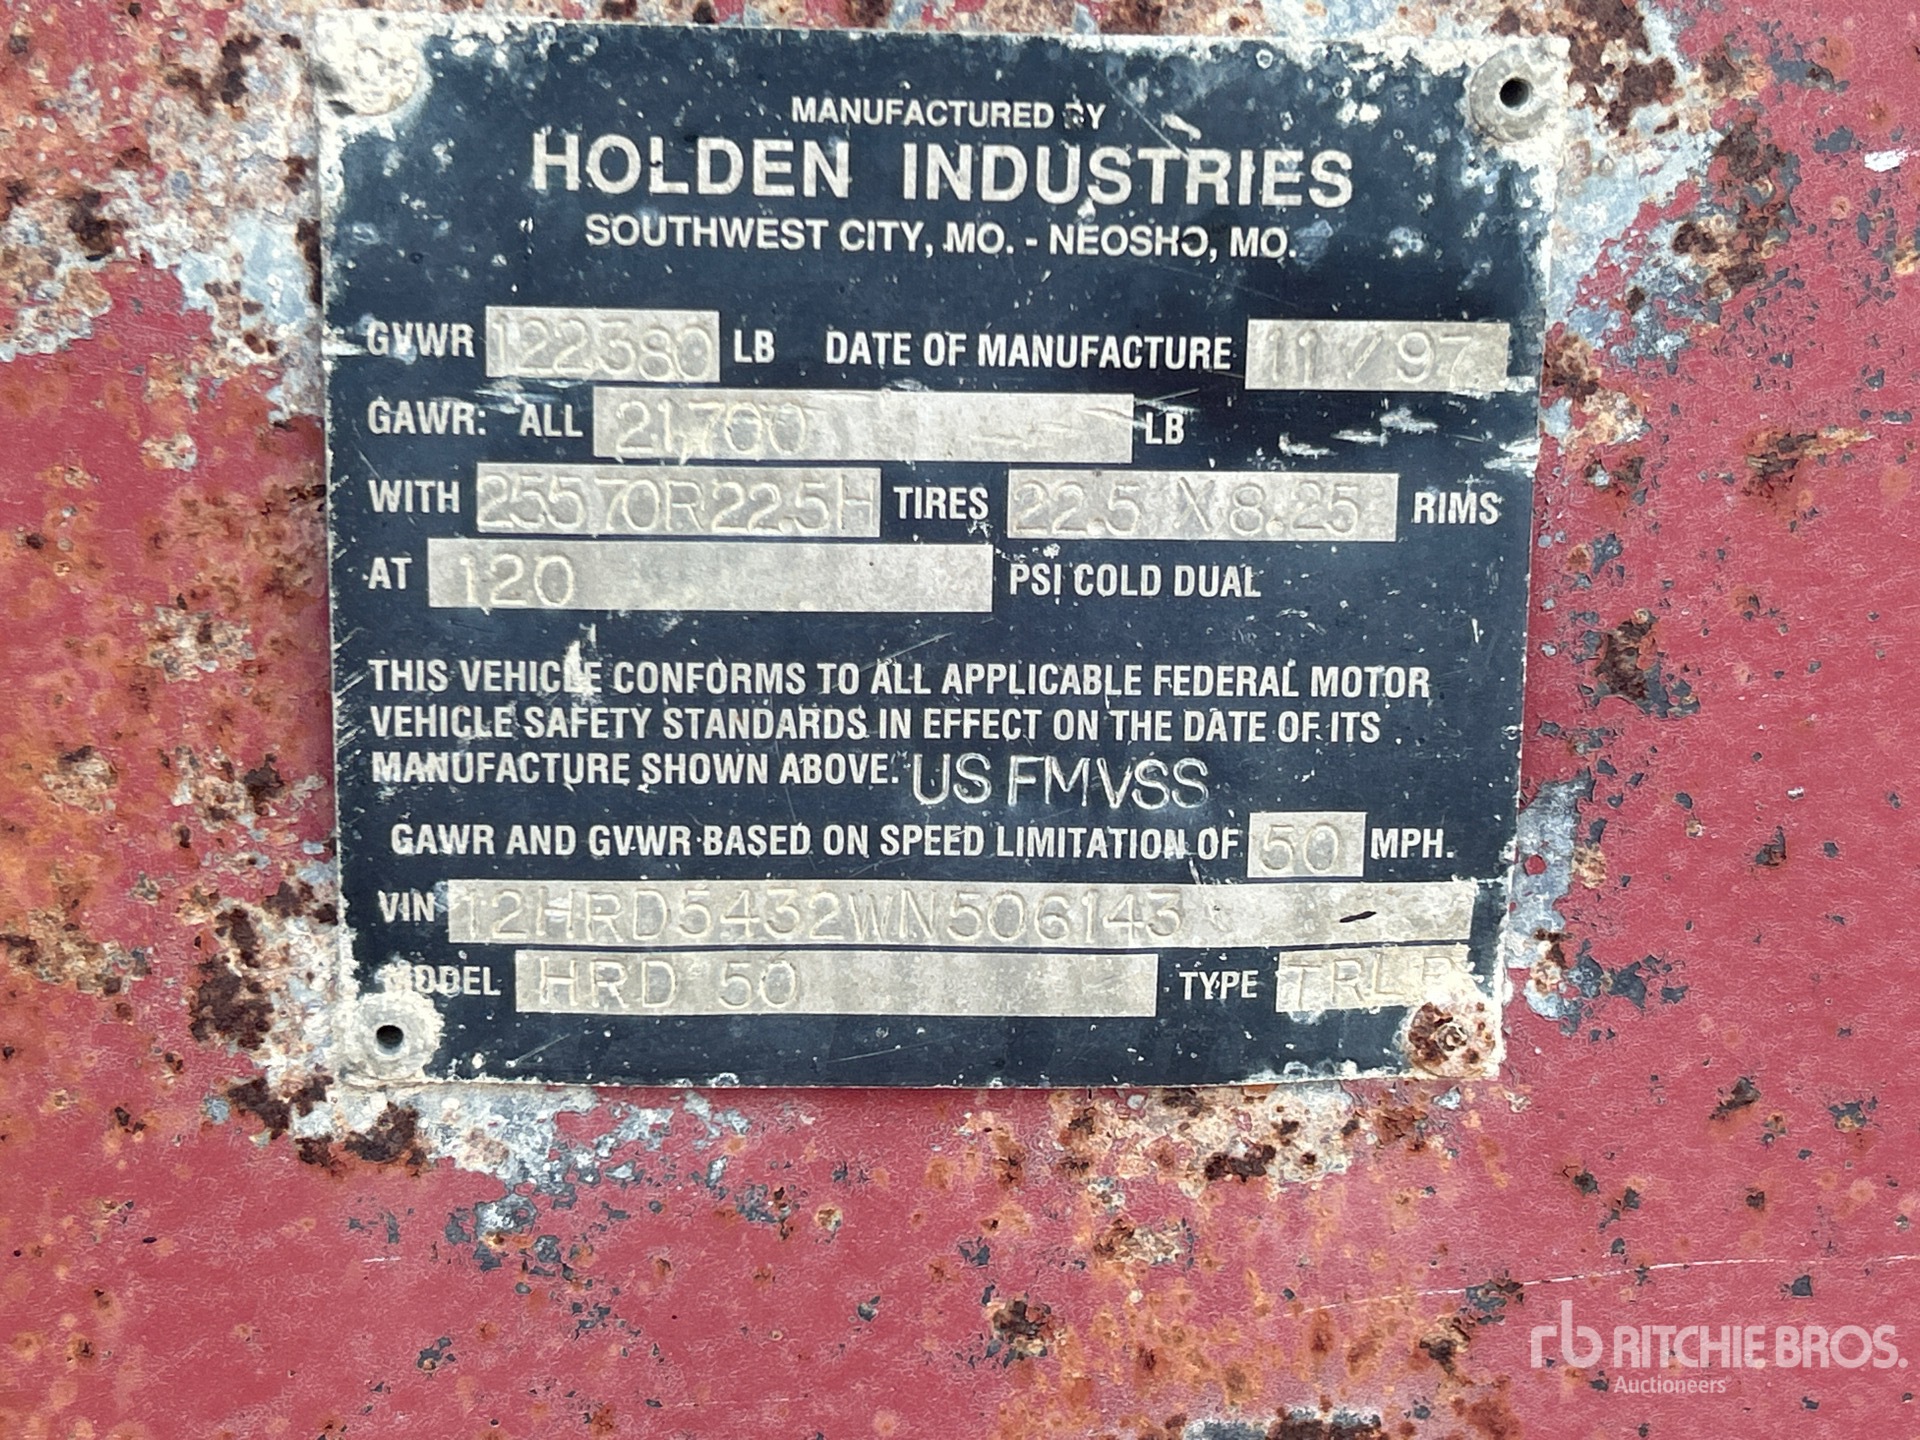 MANUFACTURED BY
HOLDEN INDUSTRIES
SOUTHWEST CITY, MO. - NEOSHO, MO.
GVWR 122380 LB DATE OF MANUFACTURE 11/97
GAWR: ALL 21,700 LB
WITH 25570R22.5H TIRES 22.5 X 8.25 RIMS
AT 120 PSI COLD DUAL
THIS VEHICLE CONFORMS TO ALL APPLICABLE FEDERAL MOTOR
VEHICLE SAFETY STANDARDS IN EFFECT ON THE DATE OF ITS
MANUFACTURE SHOWN ABOVE. US FMVSS
GAWR AND GVWR BASED ON SPEED LIMITATION OF 50 MPH.
VIN 12HRD5432WN506143
MODEL HRD 50 TYPE TRLR
rb RITCHIE BROS.
Auctioneers